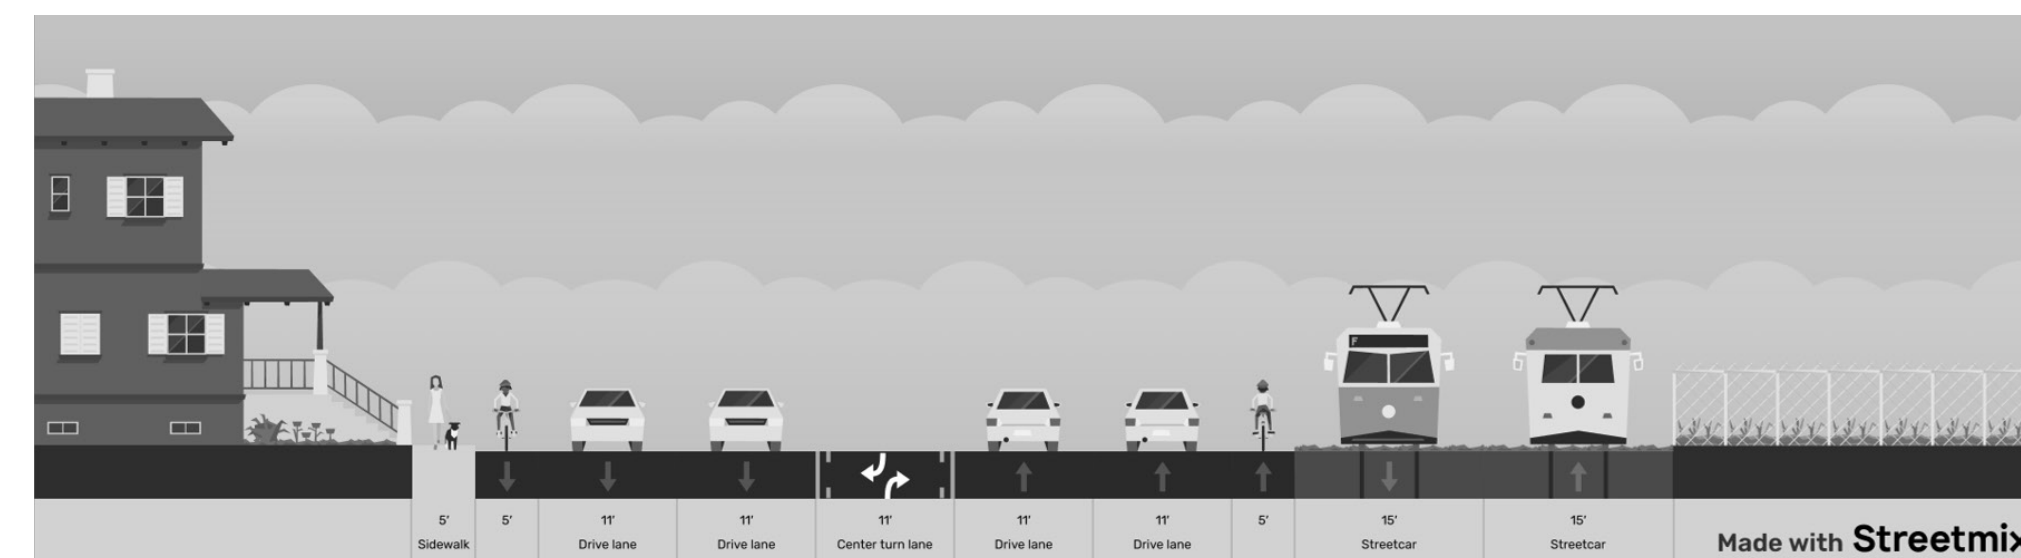 F
5' 5' 11' 11' 11' 11' 11' 5' 15' 15'
Sidewalk Drive lane Drive lane Center turn lane Drive lane Drive lane Streetcar Streetcar
Made with Streetmix